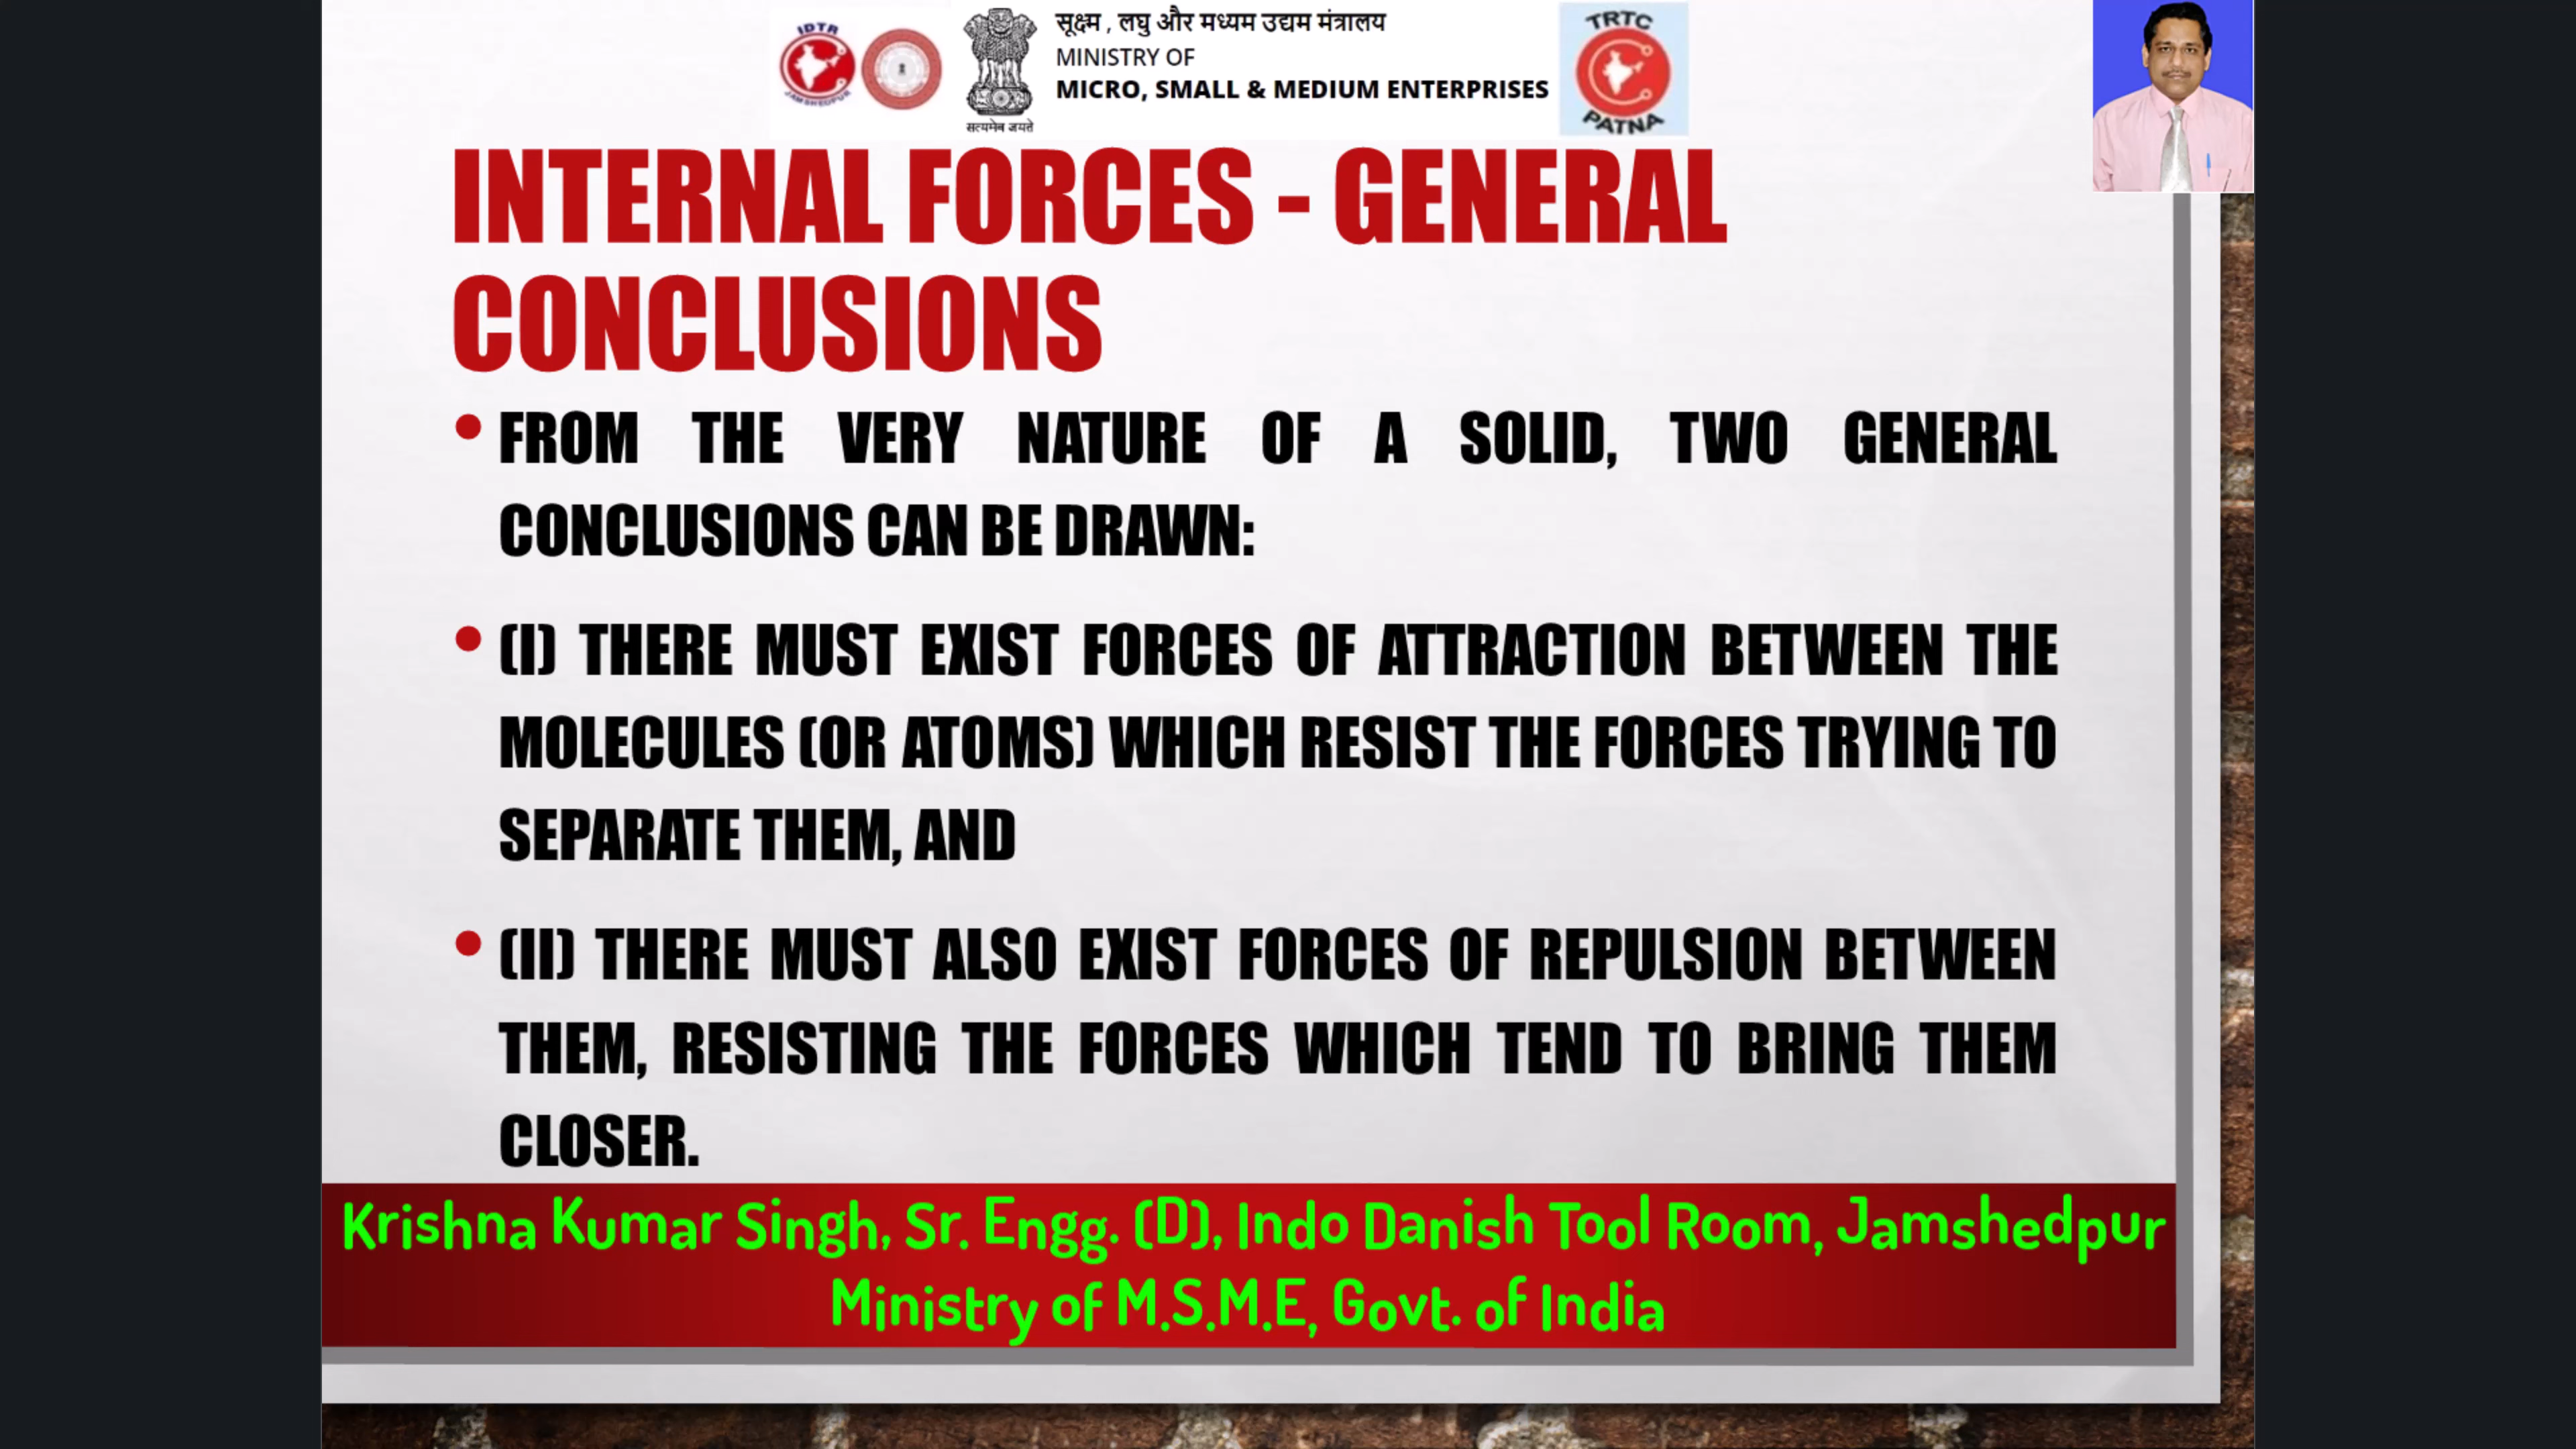 IDTR
JAMSHEDPUR
सत्यमेव जयते
सूक्ष्म , लघु और मध्यम उद्यम मंत्रालय
MINISTRY OF
MICRO, SMALL & MEDIUM ENTERPRISES
TRTC
PATNA
INTERNAL FORCES - GENERAL
CONCLUSIONS
• FROM THE VERY NATURE OF A SOLID, TWO GENERAL
CONCLUSIONS CAN BE DRAWN:
• (I) THERE MUST EXIST FORCES OF ATTRACTION BETWEEN THE
MOLECULES (OR ATOMS) WHICH RESIST THE FORCES TRYING TO
SEPARATE THEM, AND
• (II) THERE MUST ALSO EXIST FORCES OF REPULSION BETWEEN
THEM, RESISTING THE FORCES WHICH TEND TO BRING THEM
CLOSER.
Krishna Kumar Singh, Sr. Engg. (D), Indo Danish Tool Room, Jamshedpur
Ministry of M.S.M.E, Govt. of India